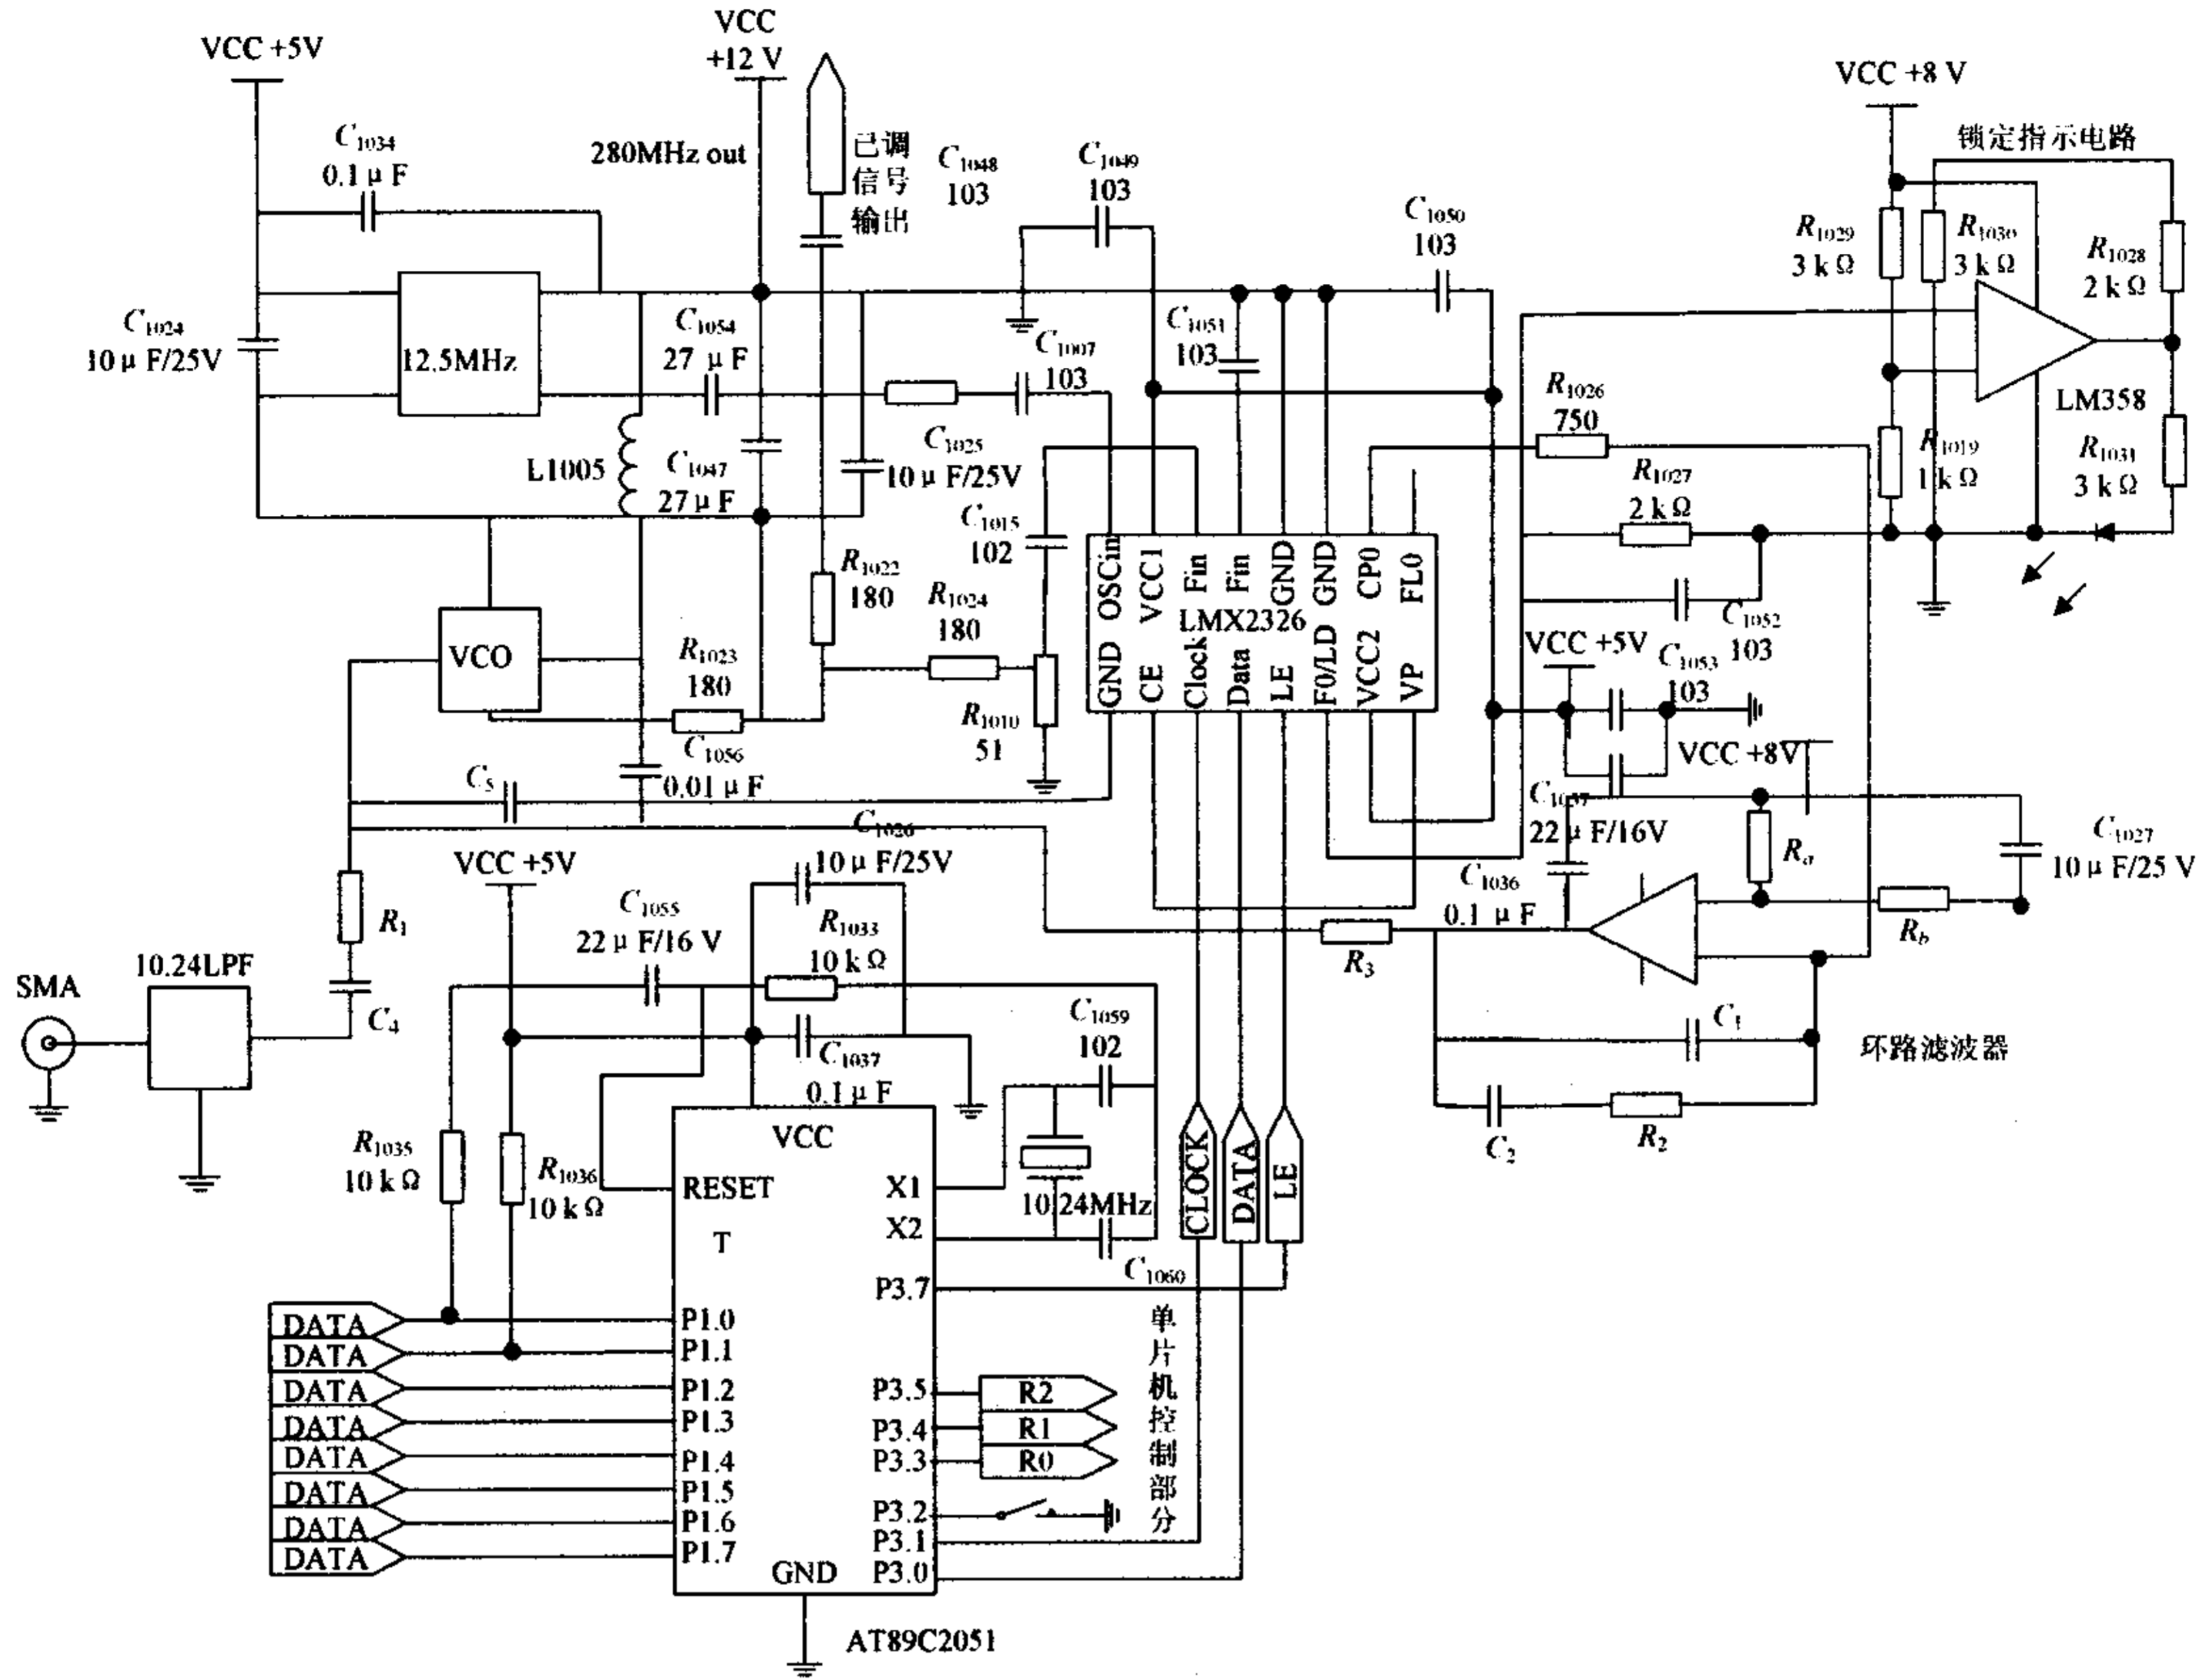 VCC +5V
VCC
+12 V
VCC +8 V
C1034
0.1 μF
280MHz out
已调
信号
输出
C1048
103
C1049
103
C1050
103
锁定指示电路
R1029
3 kΩ
R1030
3 kΩ
R1028
2 kΩ
C1024
10 μF/25V
12.5MHz
C1054
27 μF
C1007
103
C1051
103
R1026
750
LM358
L1005
C1047
27 μF
C1025
10 μF/25V
R1027
2 kΩ
R1019
1 kΩ
R1031
3 kΩ
C1015
102
R1022
180
R1024
180
OSCin
VCC1
Fin
Fin
GND
GND
CP0
FL0
LMX2326
GND
CE
Clock
Data
LE
F0/LD
VCC2
VP
VCO
R1023
180
R1010
51
C1052
103
VCC +5V
C1053
103
VCC +8V
C1056
0.01 μF
C5
22 μF/16V
Ra
C1027
10 μF/25 V
C1026
10 μF/25V
VCC +5V
C1055
22 μF/16 V
R1033
10 kΩ
C1036
0.1 μF
R3
Rb
R1
10.24LPF
SMA
C4
C1037
0.1 μF
C1059
102
C1
环路滤波器
C2
R2
R1035
10 kΩ
R1036
10 kΩ
VCC
RESET
T
X1
X2
10.24MHz
C1060
CLOCK
DATA
LE
P3.7
单片机控制部分
DATA
P1.0
DATA
P1.1
DATA
P1.2
DATA
P1.3
DATA
P1.4
DATA
P1.5
DATA
P1.6
DATA
P1.7
P3.5
R2
P3.4
R1
P3.3
R0
P3.2
P3.1
P3.0
GND
AT89C2051